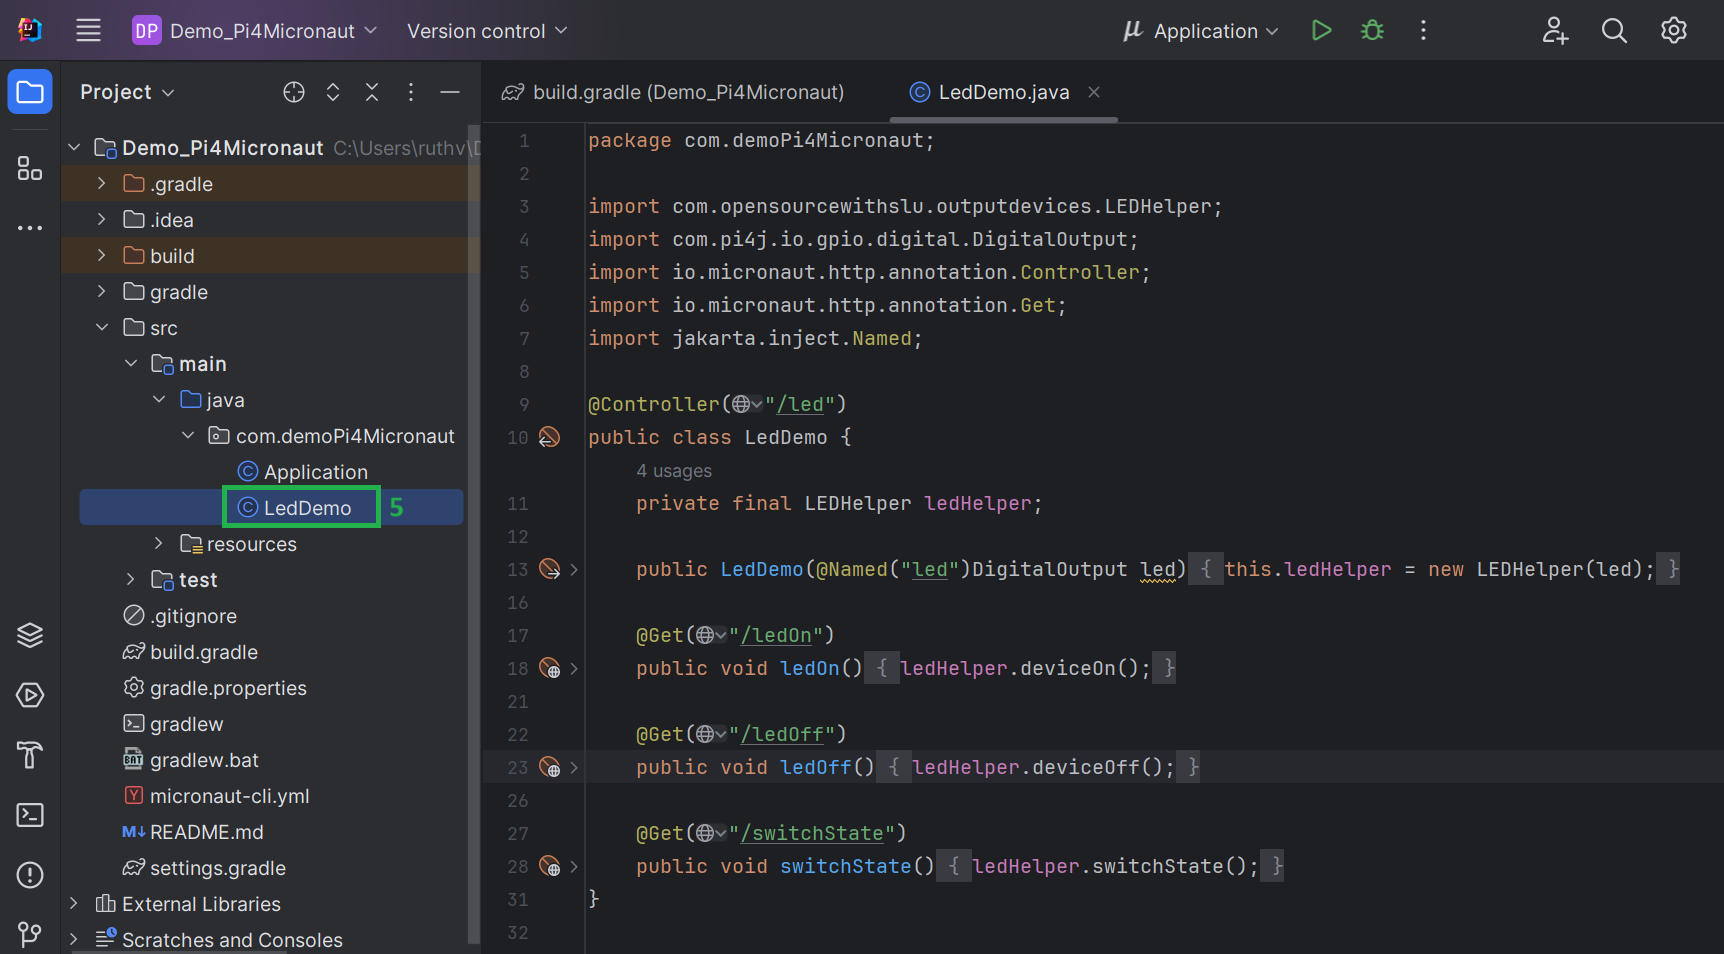 DP Demo_Pi4Micronaut Version control Application
Project
Demo_Pi4Micronaut C:\Users\ruthv\D
.gradle
.idea
build
gradle
src
main
java
com.demoPi4Micronaut
Application
LedDemo 5
resources
test
.gitignore
build.gradle
gradle.properties
gradlew
gradlew.bat
micronaut-cli.yml
README.md
settings.gradle
External Libraries
Scratches and Consoles
build.gradle (Demo_Pi4Micronaut) LedDemo.java
1 package com.demoPi4Micronaut;
2
3 import com.opensourcewithslu.outputdevices.LEDHelper;
4 import com.pi4j.io.gpio.digital.DigitalOutput;
5 import io.micronaut.http.annotation.Controller;
6 import io.micronaut.http.annotation.Get;
7 import jakarta.inject.Named;
8
9 @Controller("/led")
10 public class LedDemo {
4 usages
11 private final LEDHelper ledHelper;
12
13 public LedDemo(@Named("led")DigitalOutput led) { this.ledHelper = new LEDHelper(led); }
16
17 @Get("/ledOn")
18 public void ledOn() { ledHelper.deviceOn(); }
21
22 @Get("/ledOff")
23 public void ledOff() { ledHelper.deviceOff(); }
26
27 @Get("/switchState")
28 public void switchState() { ledHelper.switchState(); }
31 }
32